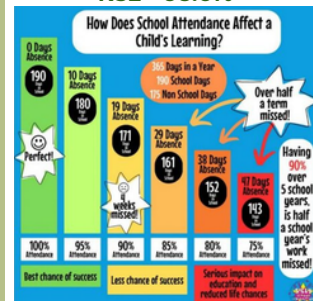 How Does School Attendance Affect a
Child's Learning?
0 Days
Absence
190
Perfect!
10 Days
Absence
180
19 Days
Absence
171
4
weeks
missed!
29 Days
Absence
161
38 Days
Absence
152
47 Days
Absence
143
365 Days in a Year
190 School Days
175 Non School Days
Over half
a term
missed!
Having
90%
over
5 school
years,
is half
a school
year's
work
missed!
100%
Attendance
95%
Attendance
90%
Attendance
85%
Attendance
80%
Attendance
75%
Attendance
Best chance of success
Less chance of success
Serious impact on
education and
reduced life chances